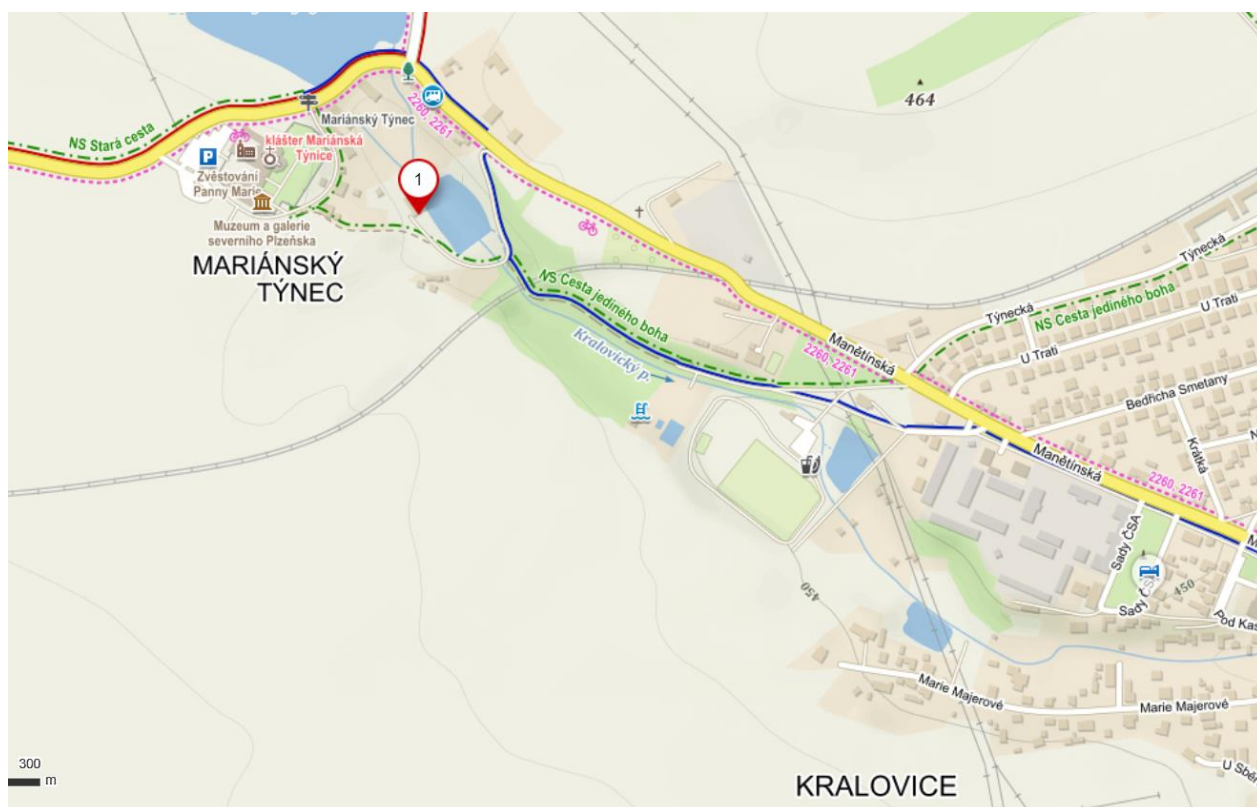 464
NS Stará cesta
Mariánský Týnec
2260, 2261
klášter Mariánská
Týnice
P
Zvěstování
Panny Marie
1
Muzeum a galerie
severního Plzeňska
MARIÁNSKÝ
TÝNEC
NS Cesta jediného boha
Kralovický p.
Týnecká
Týnecká
NS Cesta jediného boha
U Trati
U Trati
2260, 2261
Manětínská
Bedřicha Smetany
Krátká
Manětínská
2260, 2261
Sady ČSA
450
450
Pod Kas
Marie Majerové
Marie Majerové
300
m
KRALOVICE